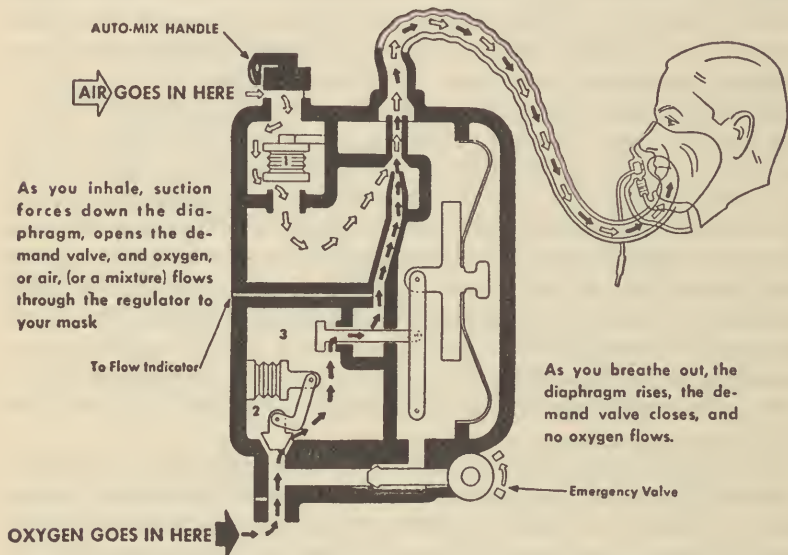 AUTO-MIX HANDLE
AIR GOES IN HERE
1
As you inhale, suction
forces down the dia-
phragm, opens the de-
mand valve, and oxygen,
or air, (or a mixture) flows
through the regulator to
your mask
3
To Flow Indicator
2
As you breathe out, the
diaphragm rises, the de-
mand valve closes, and
no oxygen flows.
Emergency Valve
OXYGEN GOES IN HERE